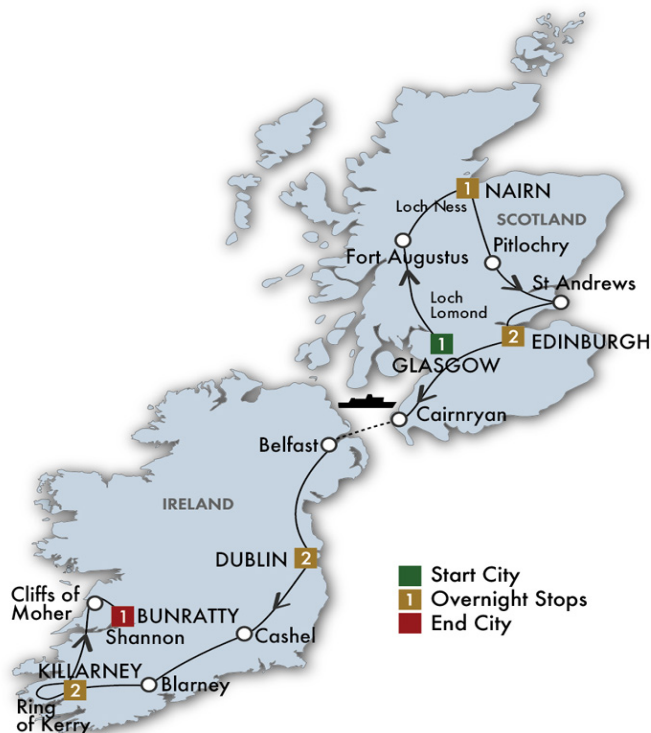 1 NAIRN
Loch Ness
SCOTLAND
Pitlochry
Fort Augustus
St Andrews
Loch
Lomond
1
GLASGOW
2 EDINBURGH
Cairnryan
Belfast
IRELAND
DUBLIN 2
Cliffs of
Moher
1 BUNRATTY
Shannon
Cashel
KILLARNEY
2
Blarney
Ring
of Kerry
Start City
1 Overnight Stops
End City